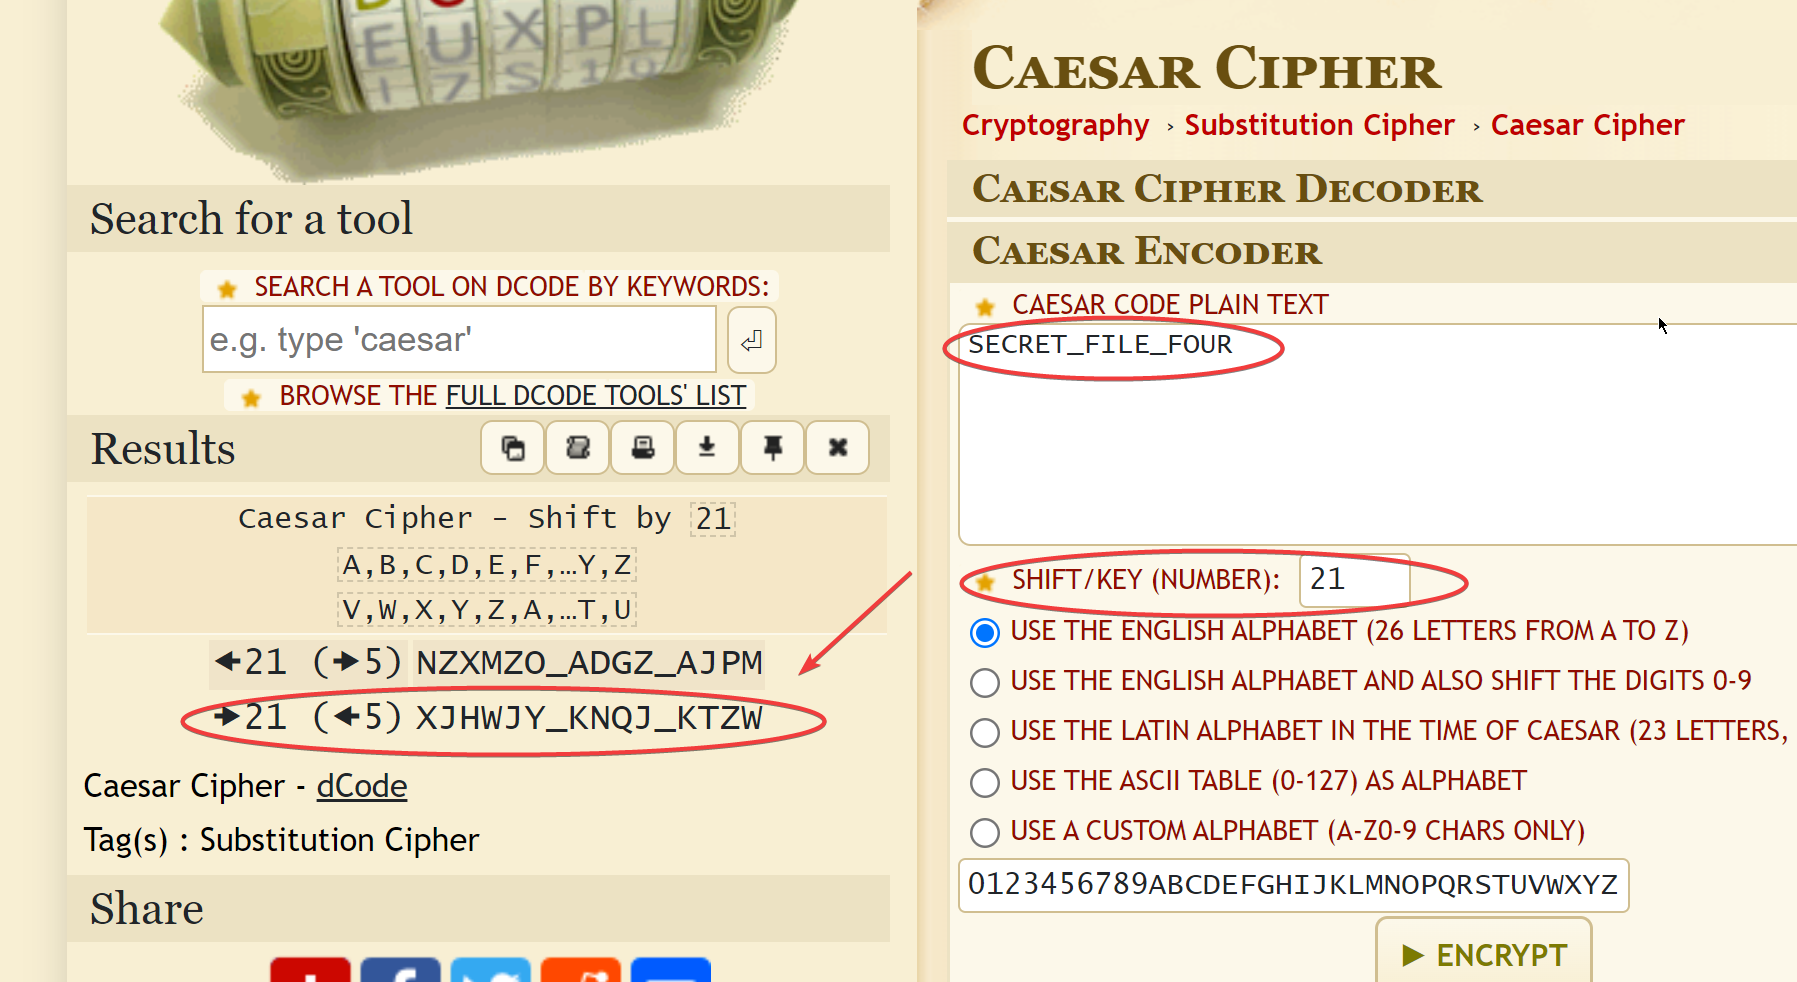 EUXPL
17S19
Search for a tool
SEARCH A TOOL ON DCODE BY KEYWORDS:
e.g. type 'caesar'
BROWSE THE FULL DCODE TOOLS' LIST
Results
Caesar Cipher - Shift by 21
A,B,C,D,E,F,…Y,Z
V,W,X,Y,Z,A,…T,U
🡸21 (🡺5) NZXMZO_ADGZ_AJPM
🡺21 (🡸5) XJHWJY_KNQJ_KTZW
Caesar Cipher - dCode
Tag(s) : Substitution Cipher
Share
CAESAR CIPHER
Cryptography › Substitution Cipher › Caesar Cipher
CAESAR CIPHER DECODER
CAESAR ENCODER
CAESAR CODE PLAIN TEXT
SECRET_FILE_FOUR
SHIFT/KEY (NUMBER): 21
USE THE ENGLISH ALPHABET (26 LETTERS FROM A TO Z)
USE THE ENGLISH ALPHABET AND ALSO SHIFT THE DIGITS 0-9
USE THE LATIN ALPHABET IN THE TIME OF CAESAR (23 LETTERS,
USE THE ASCII TABLE (0-127) AS ALPHABET
USE A CUSTOM ALPHABET (A-Z0-9 CHARS ONLY)
0123456789ABCDEFGHIJKLMNOPQRSTUVWXYZ
▶ ENCRYPT